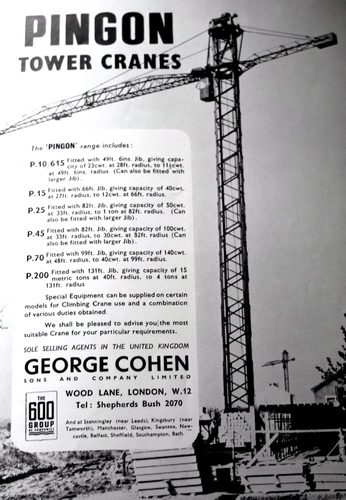 PINGON
TOWER CRANES
The 'PINGON' range includes:
P.10/615 Fitted with 49ft. 6ins. Jib, giving capa-
city of 23cwt. at 28ft. radius, to 11½cwt.
at 49ft. 6ins. radius (Can also be fitted with
larger Jib).
P.15 Fitted with 66ft. Jib, giving capacity of 40cwt.
at 27ft. radius, to 12cwt. at 66ft. radius.
P.25 Fitted with 82ft. Jib, giving capacity of 50cwt.
at 33ft. radius, to 1 ton at 82ft. radius. (Can
also be fitted with larger Jib).
P.45 Fitted with 82ft. Jib, giving capacity of 100cwt.
at 33ft. radius, to 30cwt. at 82ft. radius (Can
also be fitted with larger Jib).
P.70 Fitted with 99ft. Jib, giving capacity of 140cwt.
at 48ft. radius, to 40cwt. at 99ft. radius.
P.200 Fitted with 131ft. Jib, giving capacity of 15
metric tons at 40ft. radius, to 4 tons at
131ft. radius.
Special Equipment can be supplied on certain
models for Climbing Crane use and a combination
of various duties obtained.
We shall be pleased to advise you the most
suitable Crane for your particular requirements.
SOLE SELLING AGENTS IN THE UNITED KINGDOM
GEORGE COHEN
SONS AND COMPANY LIMITED
THE
600
GROUP
OF COMPANIES
WOOD LANE, LONDON, W.12
Tel: Shepherds Bush 2070
And at Stanningley (near Leeds), Kingsbury (near
Tamworth), Manchester, Glasgow, Swansea, New-
castle, Belfast, Sheffield, Southampton, Bath.